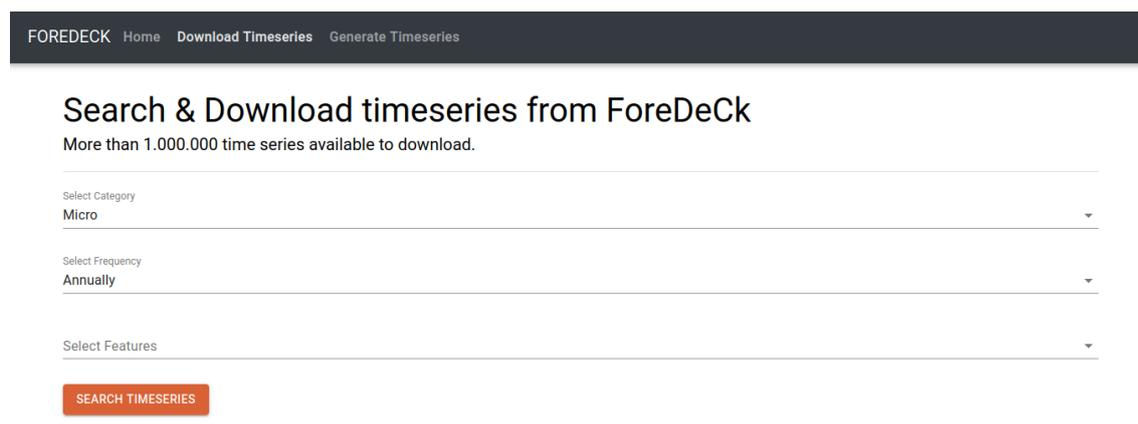 FOREDECK Home Download Timeseries Generate Timeseries
Search & Download timeseries from ForeDeCk
More than 1.000.000 time series available to download.
Select Category
Micro
Select Frequency
Annually
Select Features
SEARCH TIMESERIES